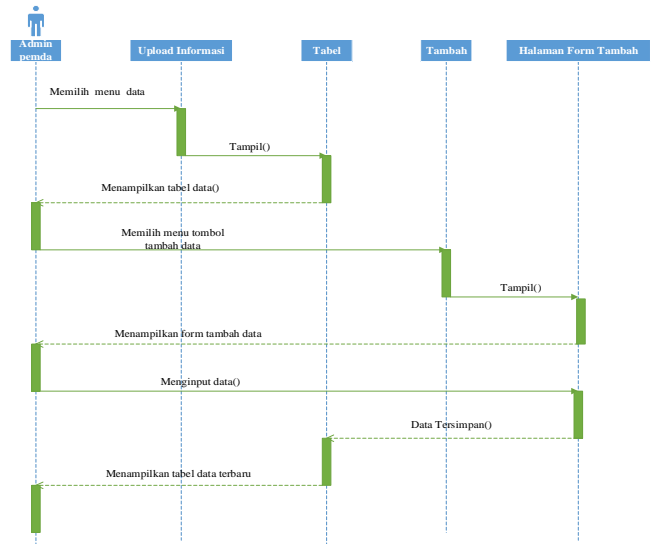 Admin pemda
Upload Informasi
Tabel
Tambah
Halaman Form Tambah
Memilih menu data
Tampil()
Menampilkan tabel data()
Memilih menu tombol
tambah data
Tampil()
Menampilkan form tambah data
Menginput data()
Data Tersimpan()
Menampilkan tabel data terbaru